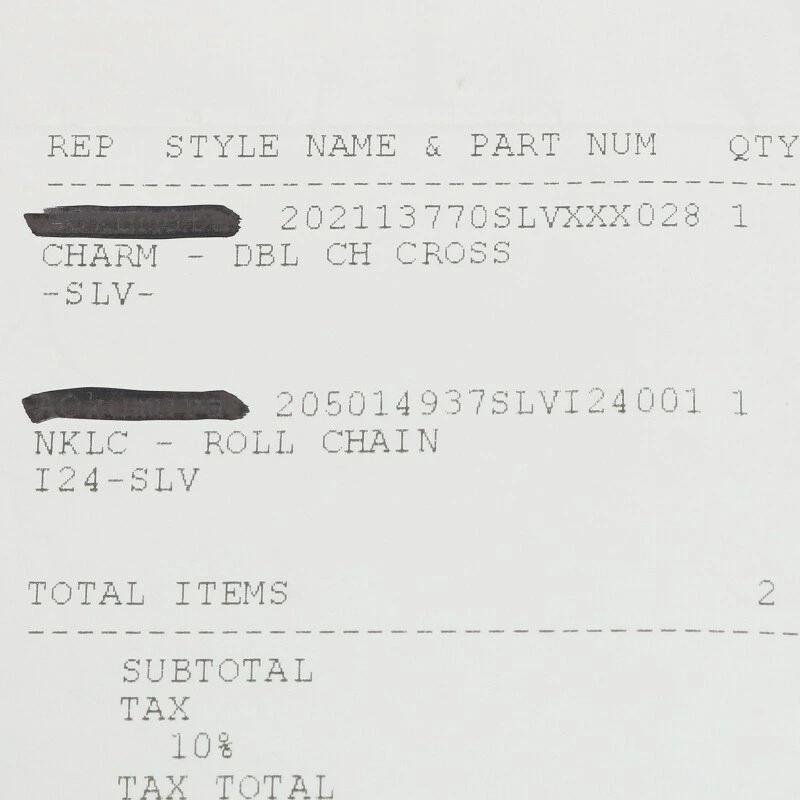 REP STYLE NAME & PART NUM QTY
202113770SLVXXX028 1
CHARM - DBL CH CROSS
-SLV-
205014937SLVI24001 1
NKLC - ROLL CHAIN
I24-SLV
TOTAL ITEMS 2
SUBTOTAL
TAX
10%
TAX TOTAL